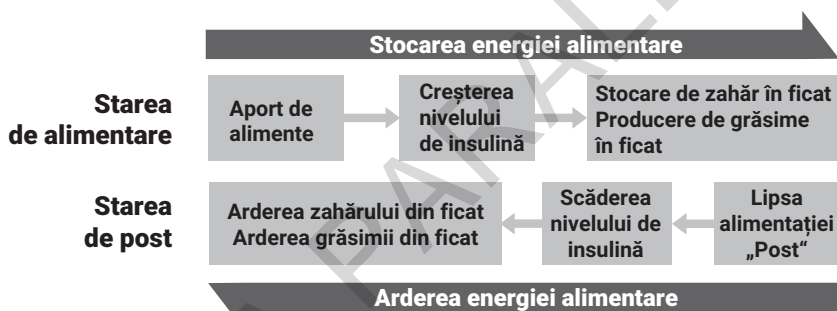 Stocarea energiei alimentare
Starea
de alimentare
Aport de
alimente
Creșterea
nivelului
de insulină
Stocare de zahăr în ficat
Producere de grăsime
în ficat
Starea
de post
Arderea zahărului din ficat
Arderea grăsimii din ficat
Scăderea
nivelului de
insulină
Lipsa
alimentației
„Post“
Arderea energiei alimentare